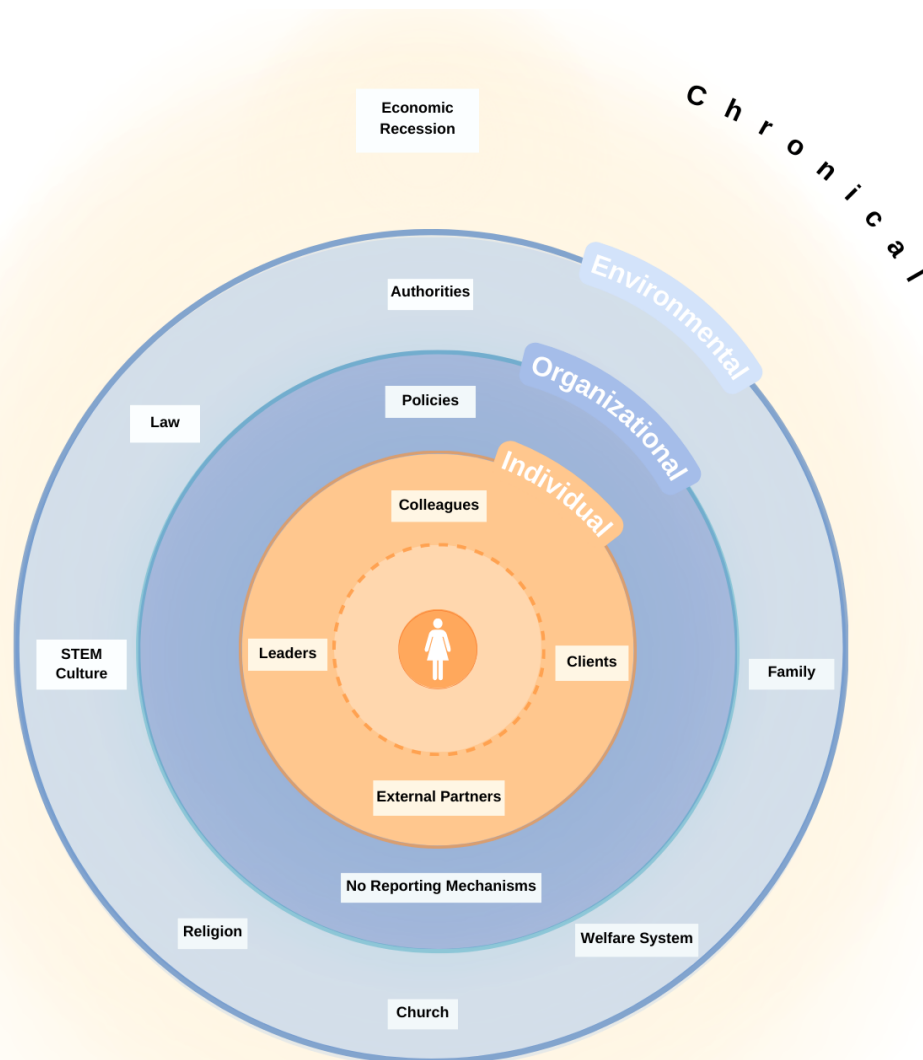 Economic
Recession
Chronical
Environmental
Authorities
Organizational
Policies
Law
Individual
Colleagues
STEM
Culture
Leaders
Clients
Family
External Partners
No Reporting Mechanisms
Religion
Welfare System
Church